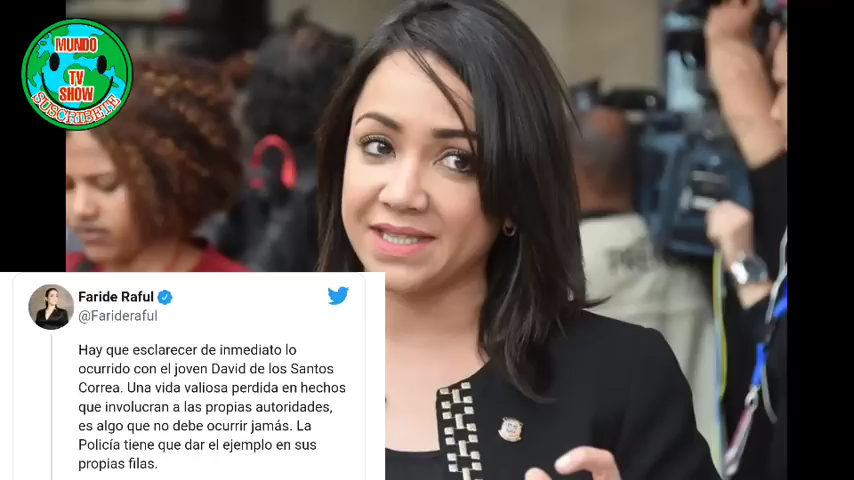 MUNDO
TV
SHOW
SUSCRIBETE
Faride Raful
@Farideraful
Hay que esclarecer de inmediato lo
ocurrido con el joven David de los Santos
Correa. Una vida valiosa perdida en hechos
que involucran a las propias autoridades,
es algo que no debe ocurrir jamás. La
Policía tiene que dar el ejemplo en sus
propias filas.